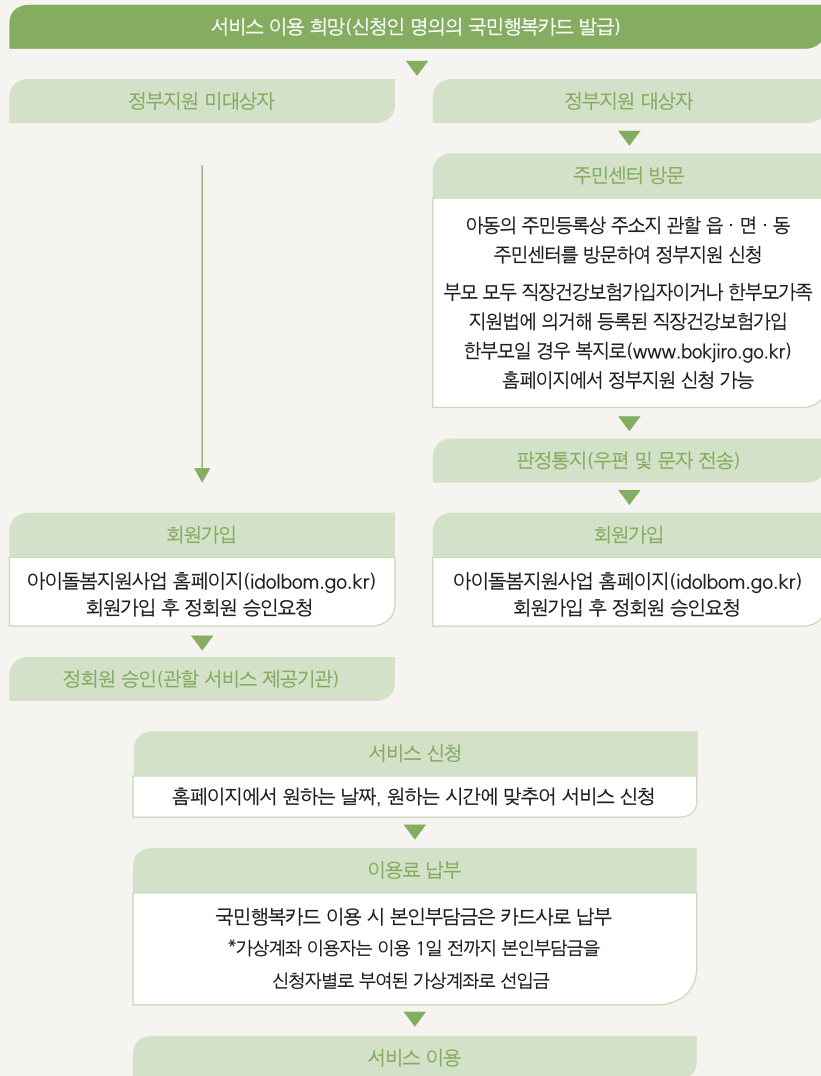 서비스 이용 희망(신청인 명의의 국민행복카드 발급)
정부지원 미대상자
정부지원 대상자
주민센터 방문
아동의 주민등록상 주소지 관할 읍 · 면 · 동
주민센터를 방문하여 정부지원 신청
부모 모두 직장건강보험가입자이거나 한부모가족
지원법에 의거해 등록된 직장건강보험가입
한부모일 경우 복지로(www.bokjiro.go.kr)
홈페이지에서 정부지원 신청 가능
판정통지(우편 및 문자 전송)
회원가입
아이돌봄지원사업 홈페이지(idolbom.go.kr)
회원가입 후 정회원 승인요청
회원가입
아이돌봄지원사업 홈페이지(idolbom.go.kr)
회원가입 후 정회원 승인요청
정회원 승인(관할 서비스 제공기관)
서비스 신청
홈페이지에서 원하는 날짜, 원하는 시간에 맞추어 서비스 신청
이용료 납부
국민행복카드 이용 시 본인부담금은 카드사로 납부
*가상계좌 이용자는 이용 1일 전까지 본인부담금을
신청자별로 부여된 가상계좌로 선입금
서비스 이용